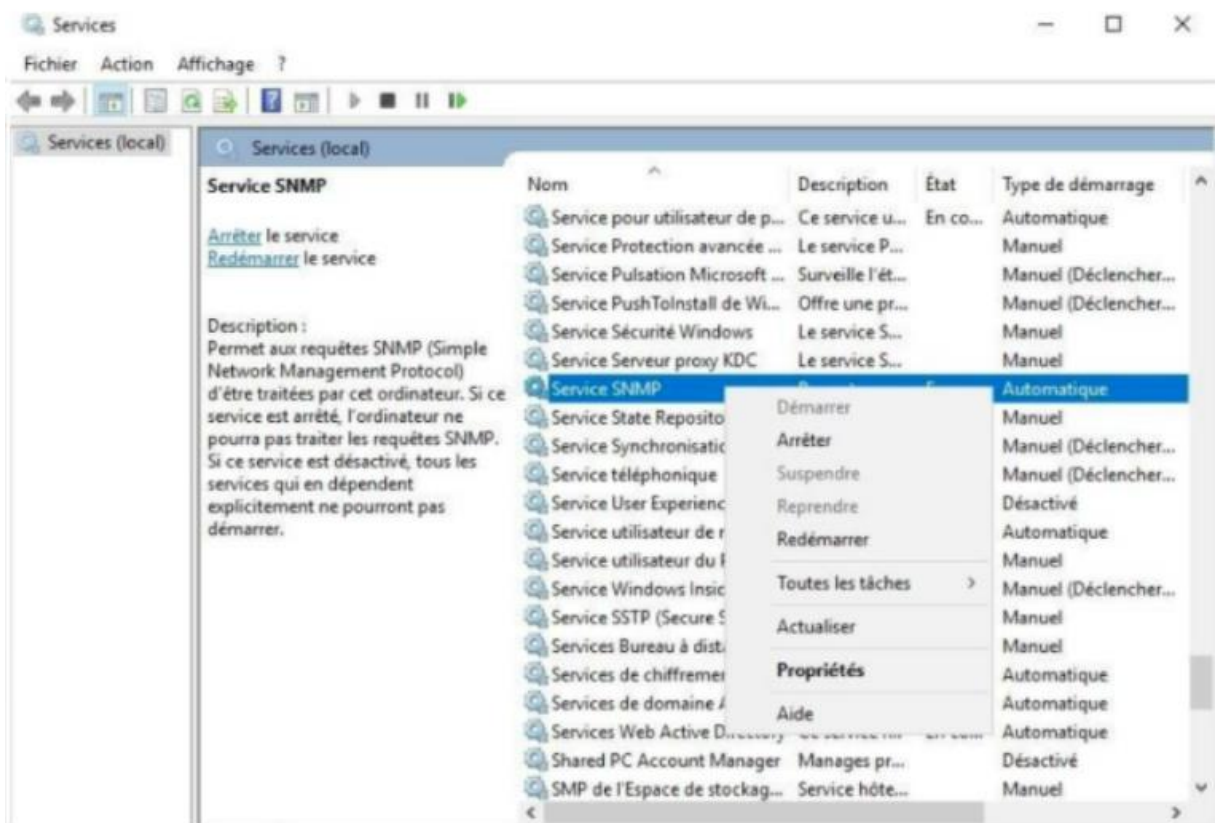 Services
Fichier Action Affichage ?
Services (local)
Services (local)
Service SNMP
Arrêter le service
Redémarrer le service
Description :
Permet aux requêtes SNMP (Simple
Network Management Protocol)
d'être traitées par cet ordinateur. Si ce
service est arrêté, l'ordinateur ne
pourra pas traiter les requêtes SNMP.
Si ce service est désactivé, tous les
services qui en dépendent
explicitement ne pourront pas
démarrer.
Nom Description État Type de démarrage
Service pour utilisateur de p... Ce service u... En co... Automatique
Service Protection avancée ... Le service P... Manuel
Service Pulsation Microsoft ... Surveille l'ét... Manuel (Déclencher...
Service PushToInstall de Wi... Offre une pr... Manuel (Déclencher...
Service Sécurité Windows Le service S... Manuel
Service Serveur proxy KDC Le service S... Manuel
Service SNMP Automatique
Service State Reposito Manuel
Service Synchronisatic Manuel (Déclencher...
Service téléphonique Manuel (Déclencher...
Service User Experienc Désactivé
Service utilisateur de r Automatique
Service utilisateur du Manuel
Service Windows Insic Manuel (Déclencher...
Service SSTP (Secure S Manuel
Services Bureau à dist Manuel
Services de chiffremer Automatique
Services de domaine A Automatique
Services Web Active Automatique
Shared PC Account Manager Manages pr... Désactivé
SMP de l'Espace de stockag... Service hôte... Manuel
Démarrer
Arrêter
Suspendre
Reprendre
Redémarrer
Toutes les tâches >
Actualiser
Propriétés
Aide